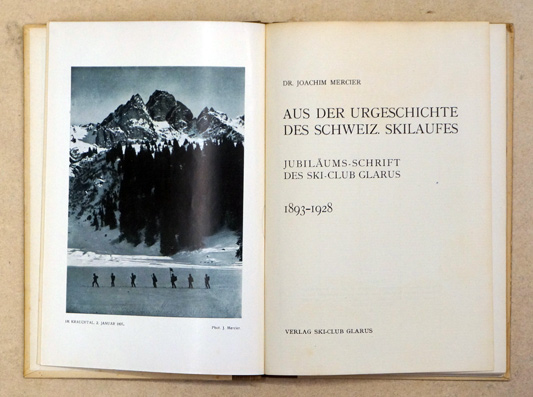 JANUAR
(Phot. J. Mercier.
DR. JOACHIM MERCIER
AUS DER URGESCHICHTE
DES SCHWEIZ. SKILAUFES
JUBILÄUMS-SCHRIFT
DES SKI-CLUB GLARUS
1893-1928
VERLAG SKI-CLUB GLARUS